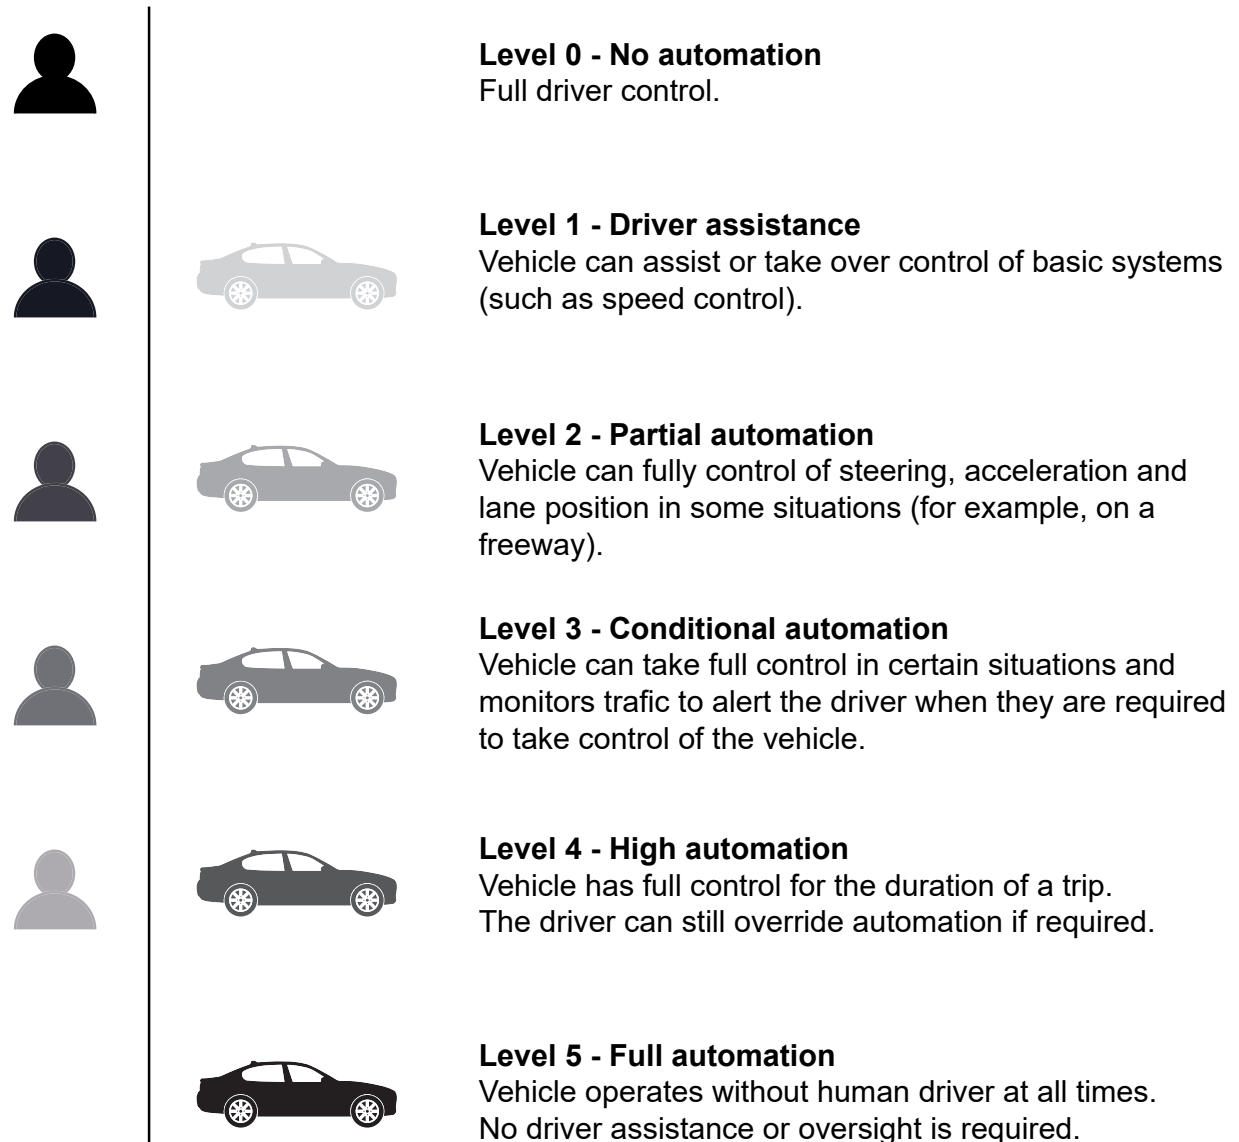 Level 0 - No automation
Full driver control.
Level 1 - Driver assistance
Vehicle can assist or take over control of basic systems
(such as speed control).
Level 2 - Partial automation
Vehicle can fully control of steering, acceleration and
lane position in some situations (for example, on a
freeway).
Level 3 - Conditional automation
Vehicle can take full control in certain situations and
monitors trafic to alert the driver when they are required
to take control of the vehicle.
Level 4 - High automation
Vehicle has full control for the duration of a trip.
The driver can still override automation if required.
Level 5 - Full automation
Vehicle operates without human driver at all times.
No driver assistance or oversight is required.